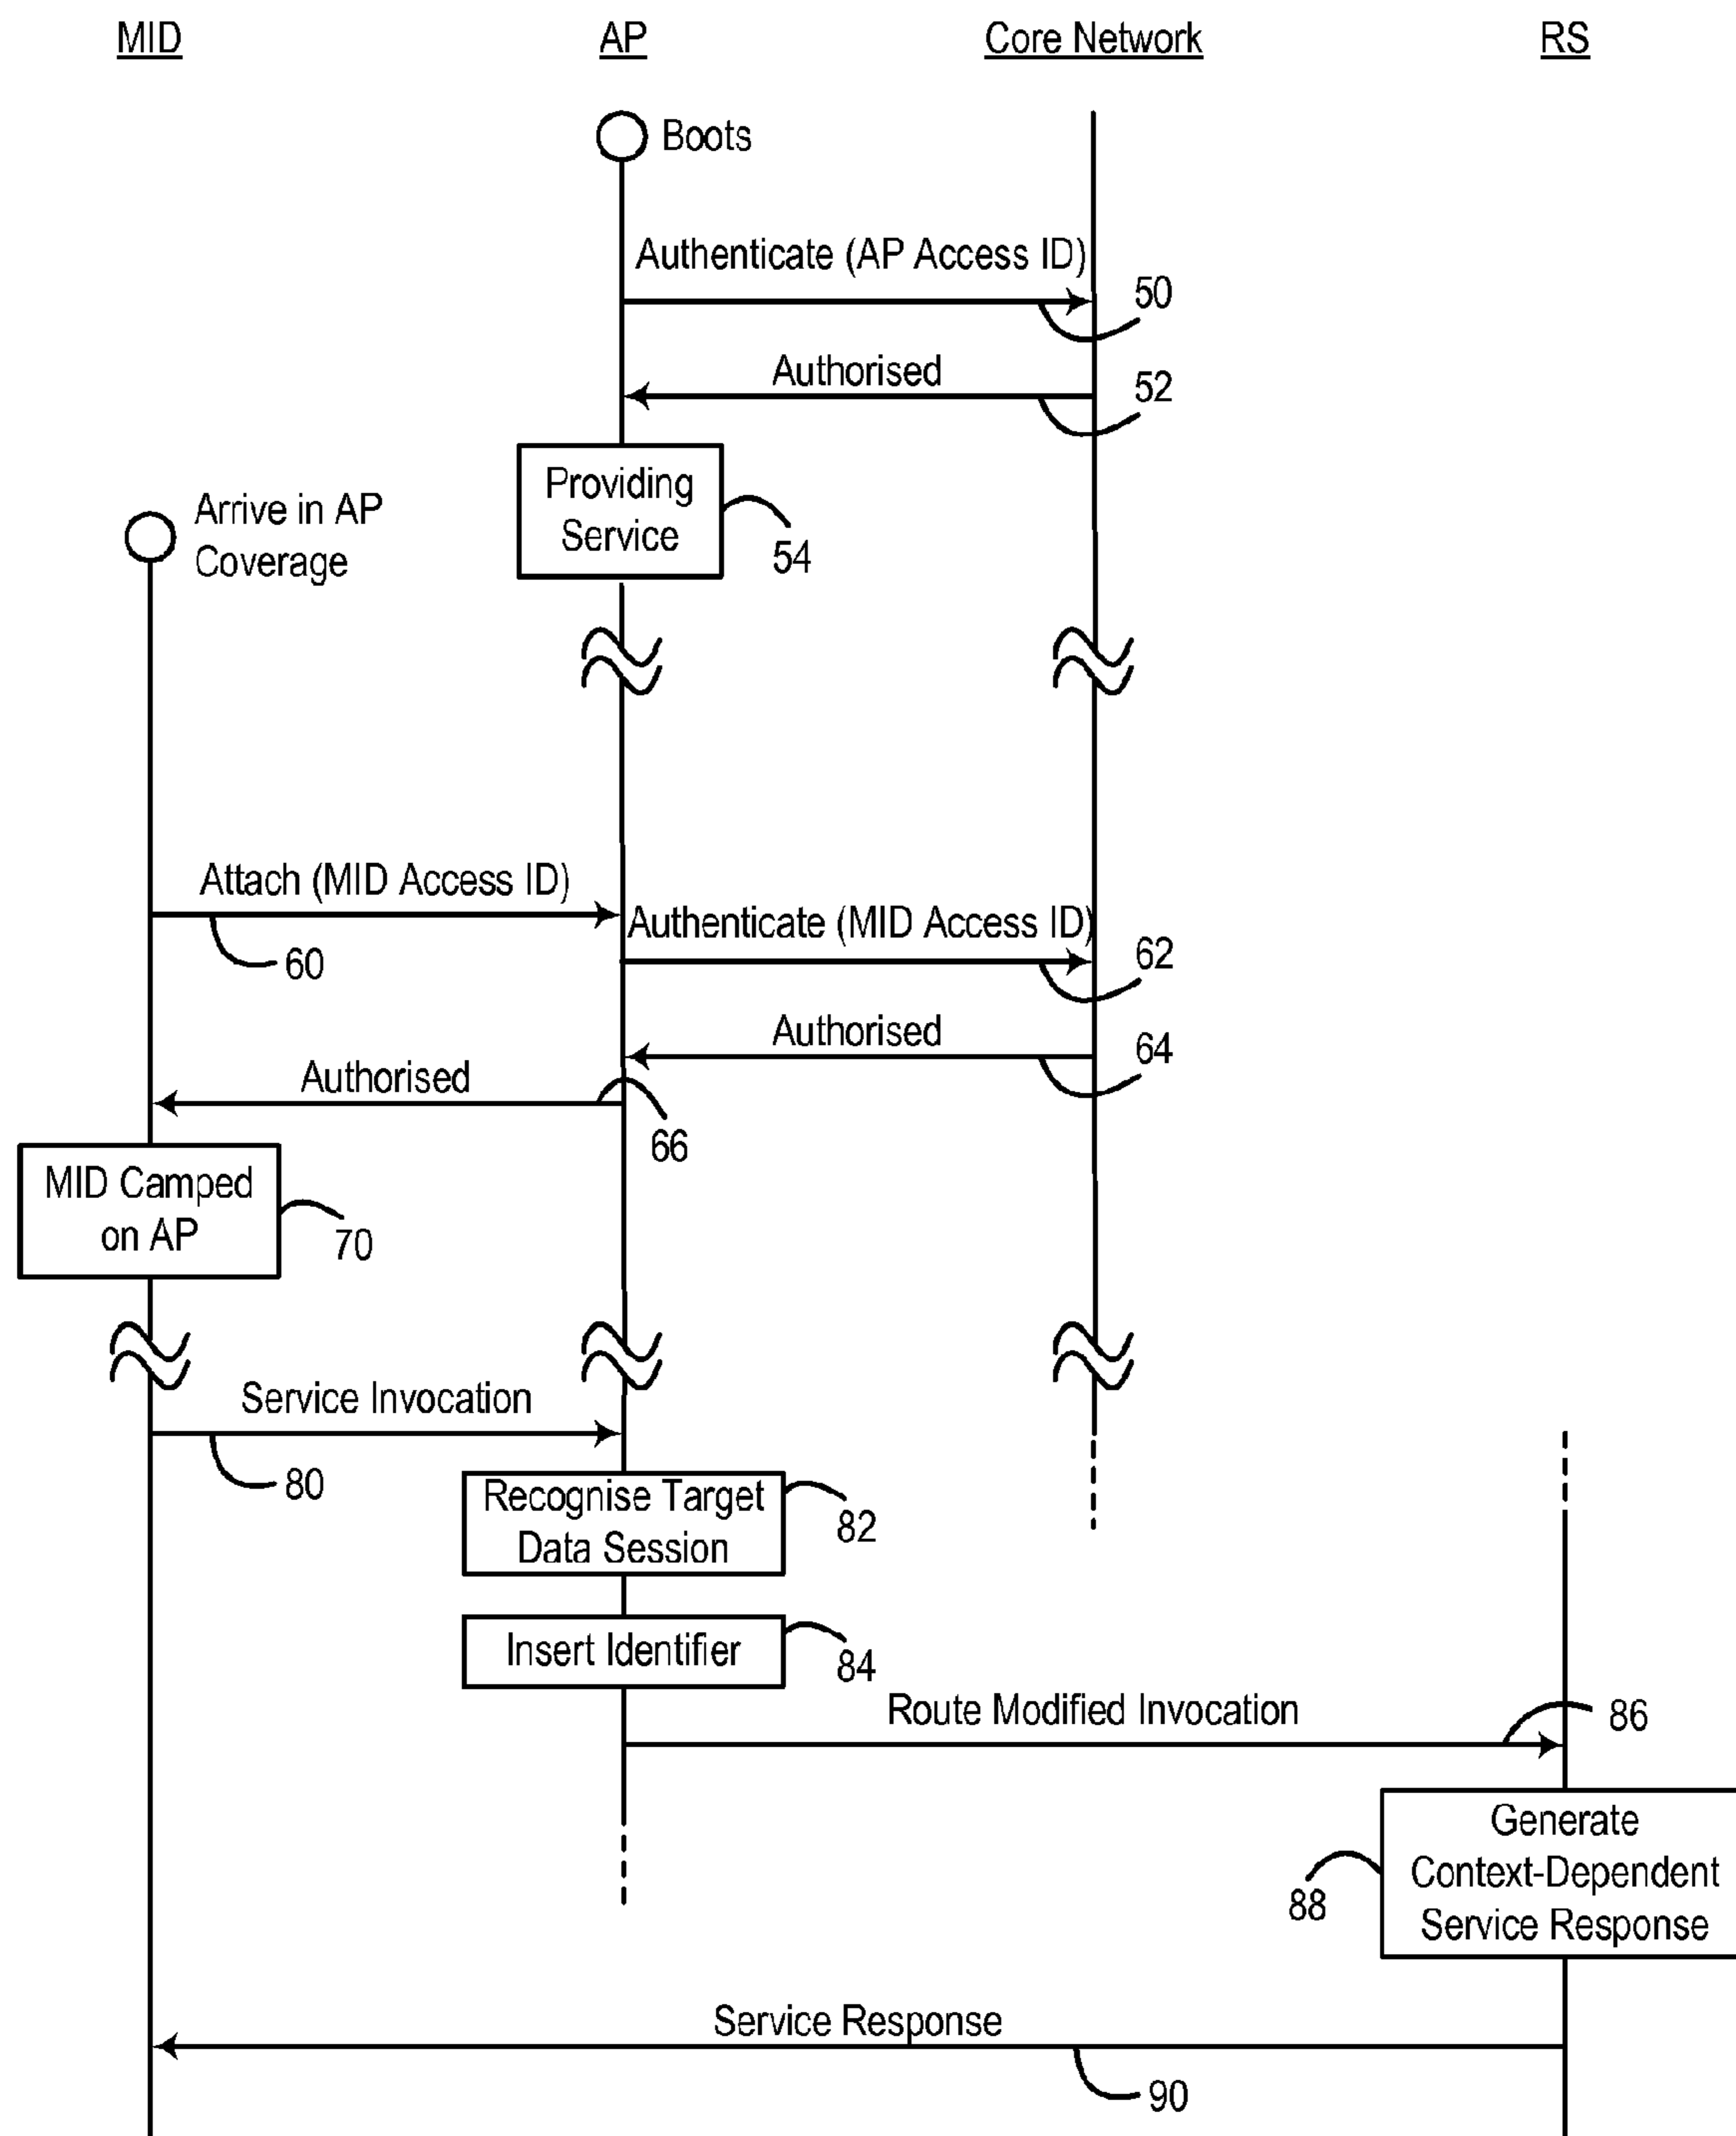 MID
AP
Core Network
RS
Boots
Authenticate (AP Access ID)
50
Authorised
52
Providing
Service
54
Arrive in AP
Coverage
Attach (MID Access ID)
60
Authenticate (MID Access ID)
62
Authorised
64
Authorised
66
MID Camped
on AP
70
Service Invocation
80
Recognise Target
Data Session
82
Insert Identifier
84
Route Modified Invocation
86
Generate
Context-Dependent
Service Response
88
Service Response
90